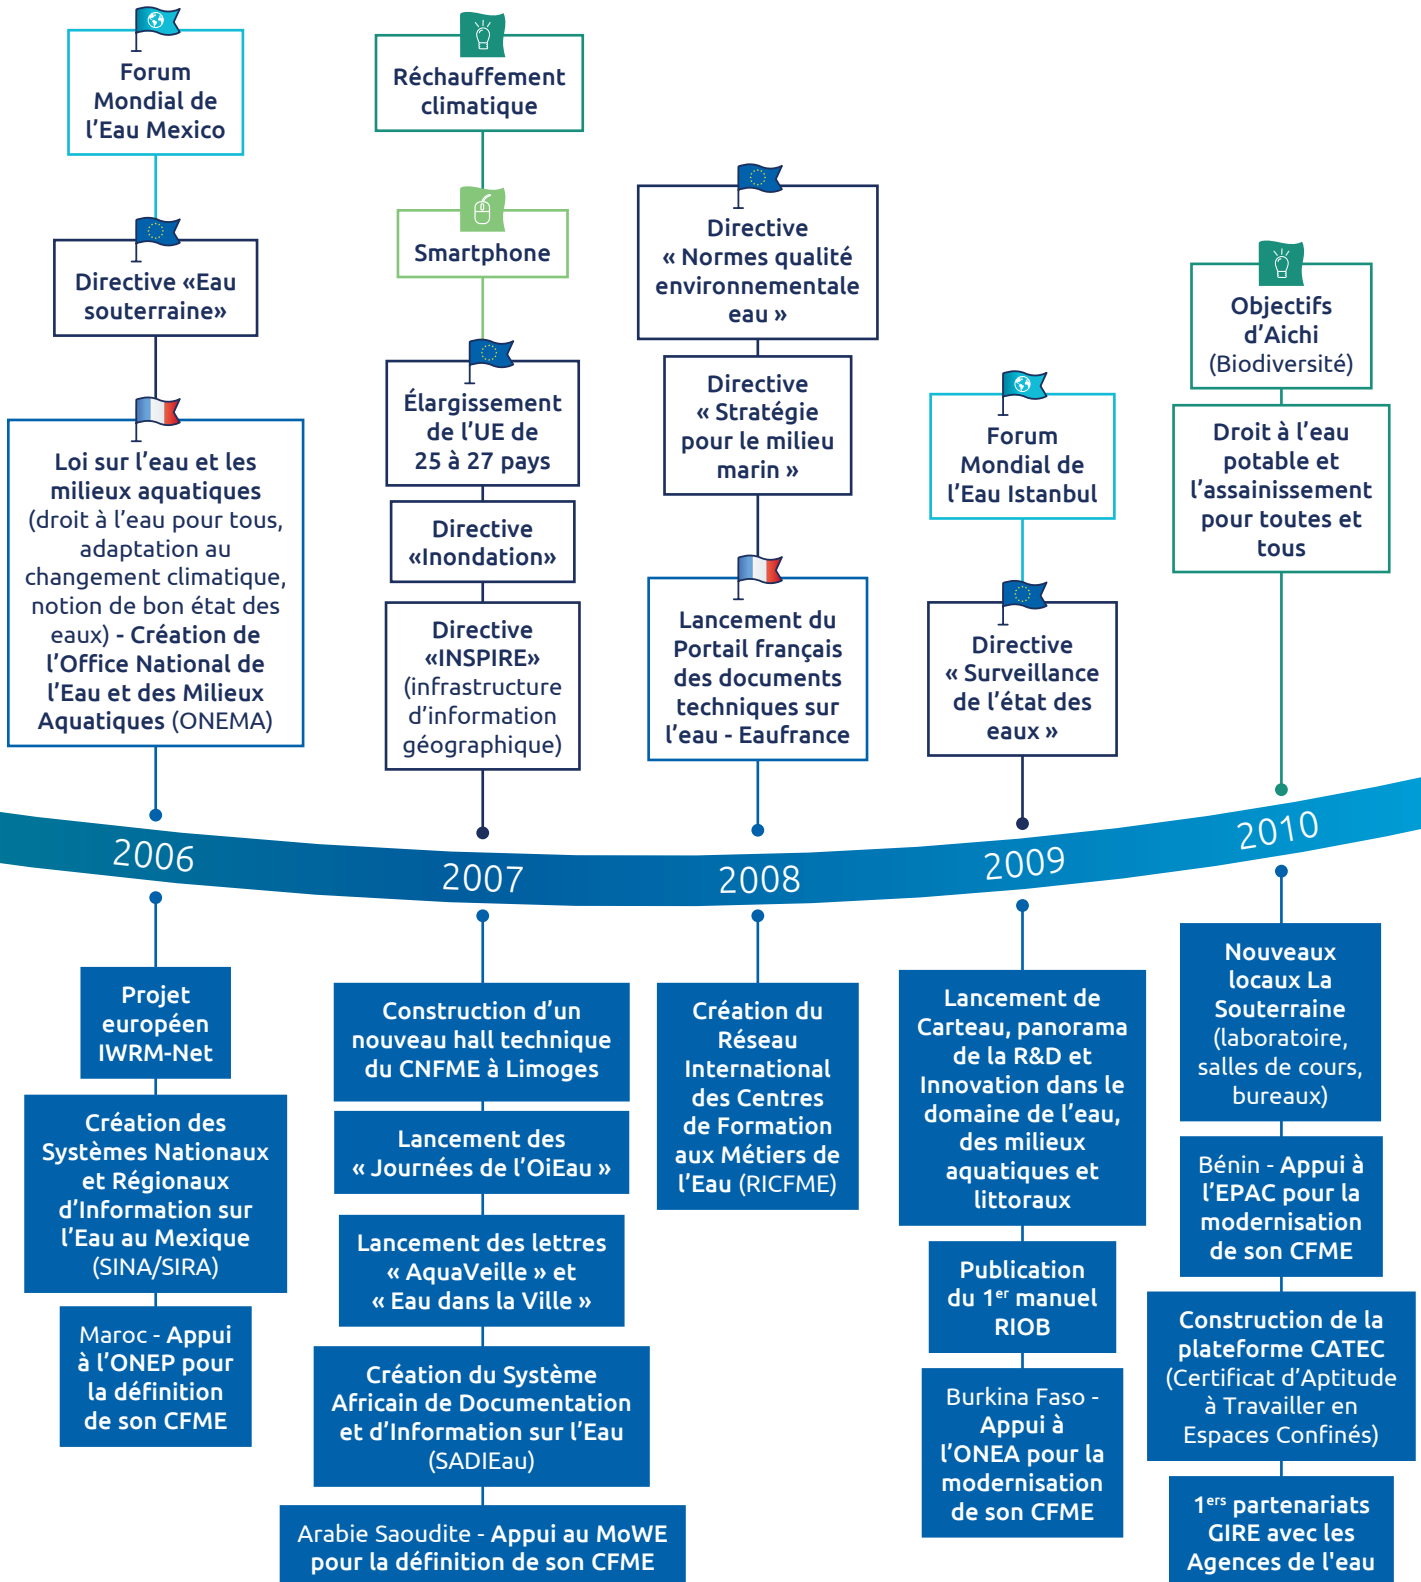 Forum
Mondial de
l'Eau Mexico
Directive «Eau
souterraine»
Loi sur l'eau et les
milieux aquatiques
(droit à l'eau pour tous,
adaptation au
changement climatique,
notion de bon état des
eaux) - Création de
l'Office National de
l'Eau et des Milieux
Aquatiques (ONEMA)
Réchauffement
climatique
Smartphone
Élargissement
de l'UE de
25 à 27 pays
Directive
«Inondation»
Directive
«INSPIRE»
(infrastructure
d'information
géographique)
Directive
« Normes qualité
environnementale
eau »
Directive
« Stratégie
pour le milieu
marin »
Lancement du
Portail français
des documents
techniques sur
l'eau - Eaufrance
Forum
Mondial de
l'Eau Istanbul
Directive
« Surveillance
de l'état des
eaux »
Objectifs
d'Aichi
(Biodiversité)
Droit à l'eau
potable et
l'assainissement
pour toutes et
tous
2006
2007
2008
2009
2010
Projet
européen
IWRM-Net
Création des
Systèmes Nationaux
et Régionaux
d'Information sur
l'Eau au Mexique
(SINA/SIRA)
Maroc - Appui
à l'ONEP pour
la définition
de son CFME
Construction d'un
nouveau hall technique
du CNFME à Limoges
Lancement des
« Journées de l'OiEau »
Lancement des lettres
« AquaVeille » et
« Eau dans la Ville »
Création du Système
Africain de Documentation
et d'Information sur l'Eau
(SADIEau)
Arabie Saoudite - Appui au MoWE
pour la définition de son CFME
Création du
Réseau
International
des Centres
de Formation
aux Métiers de
l'Eau (RICFME)
Lancement de
Carteau, panorama
de la R&D et
Innovation dans le
domaine de l'eau,
des milieux
aquatiques et
littoraux
Publication
du 1er manuel
RIOB
Burkina Faso -
Appui à
l'ONEA pour la
modernisation
de son CFME
Nouveaux
locaux La
Souterraine
(laboratoire,
salles de cours,
bureaux)
Bénin - Appui à
l'EPAC pour la
modernisation
de son CFME
Construction de la
plateforme CATEC
(Certificat d'Aptitude
à Travailler en
Espaces Confinés)
1ers partenariats
GIRE avec les
Agences de l'eau